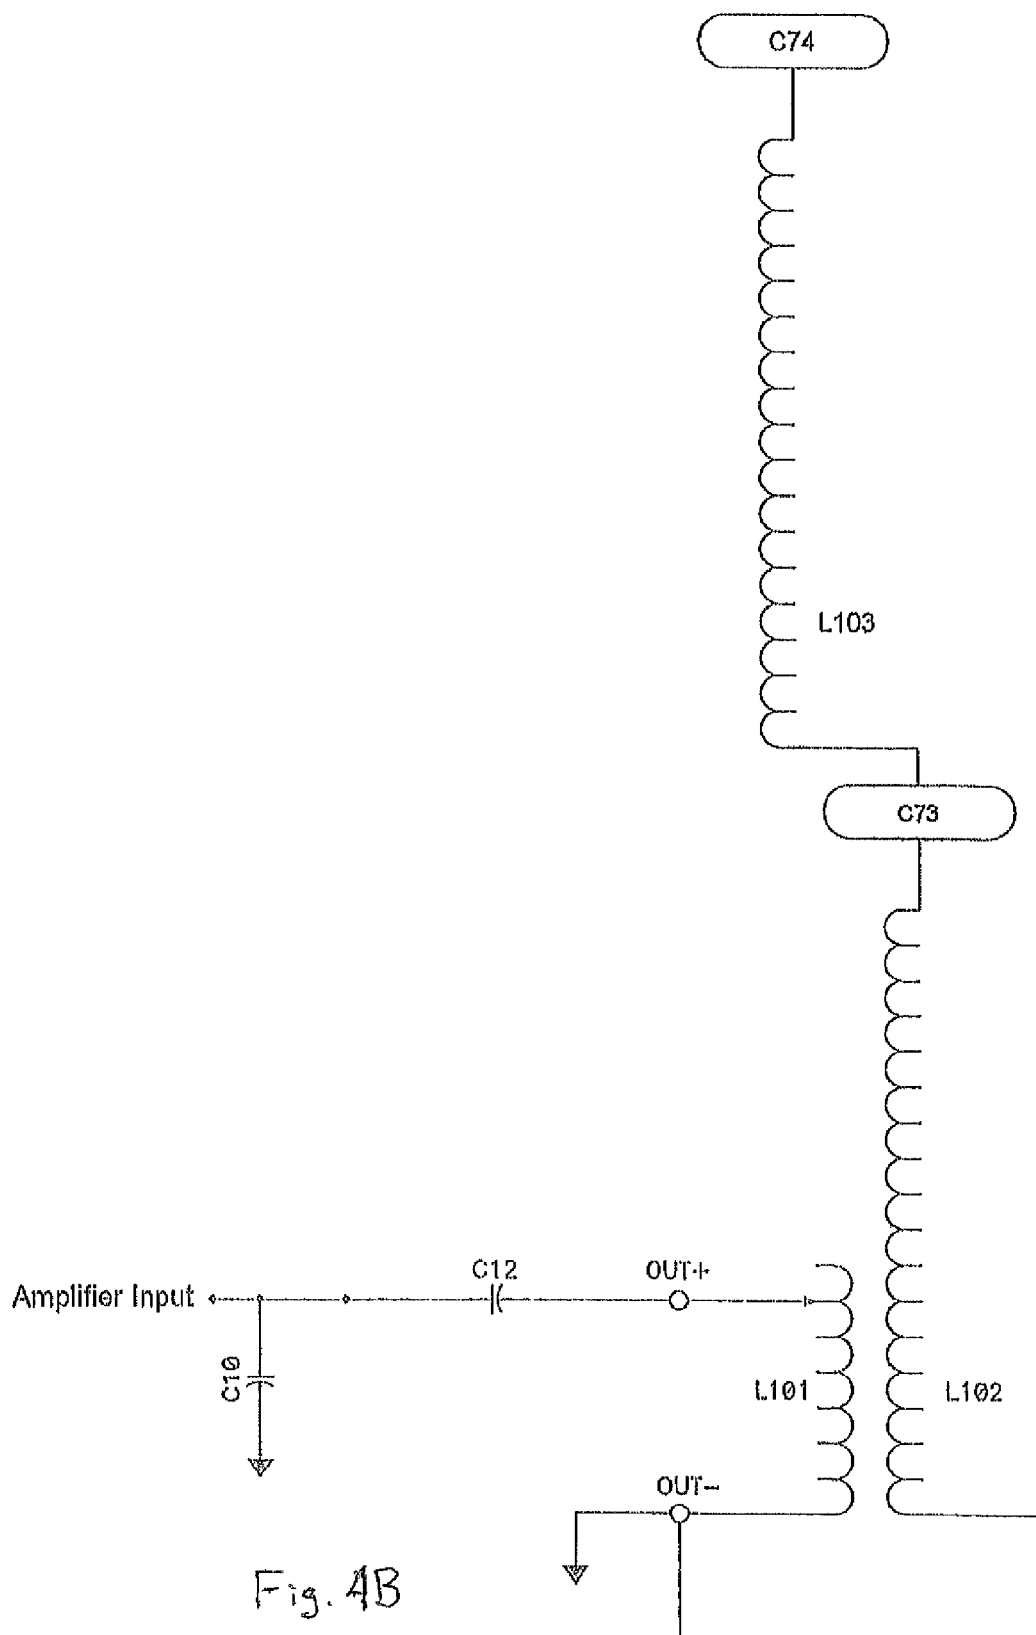 C74
L103
C73
C12
OUT+
Amplifier Input
C10
L101
L102
OUT-
Fig. 4B